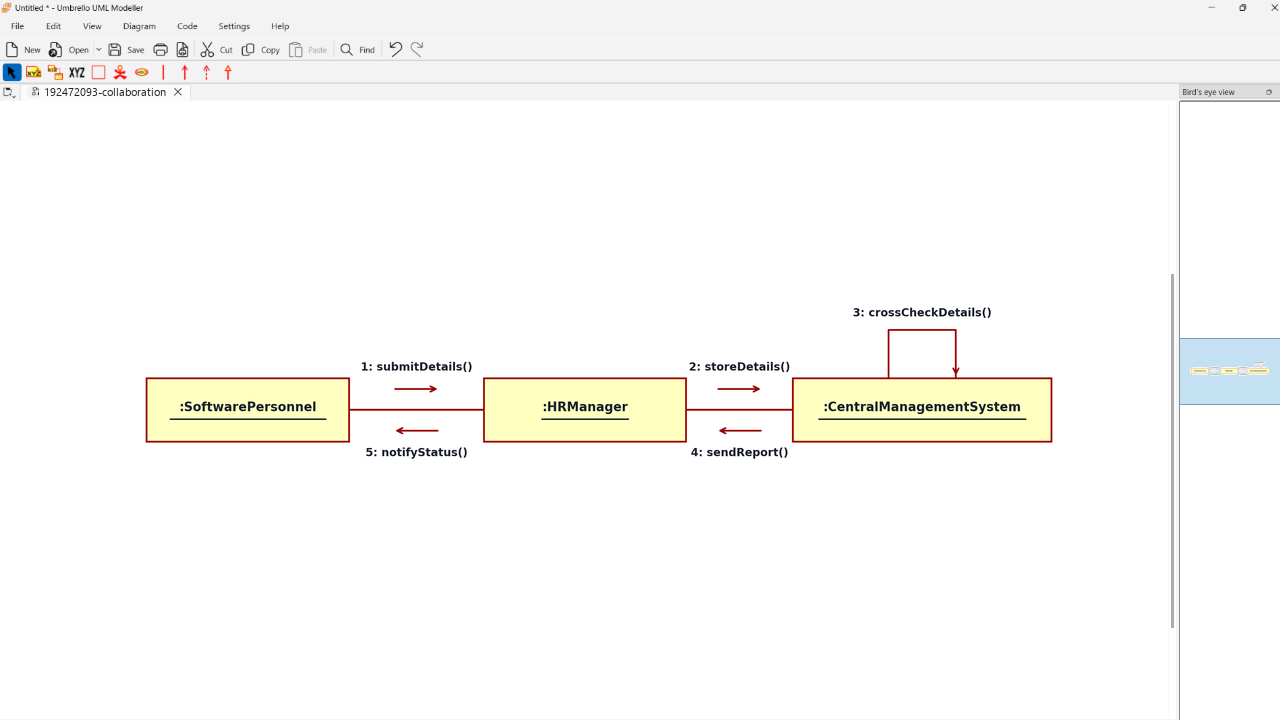 Untitled * - Umbrello UML Modeller
File Edit View Diagram Code Settings Help
New Open Save Cut Copy Paste Find
XYZ XYZ
192472093-collaboration
Bird's eye view
3: crossCheckDetails()
1: submitDetails() 2: storeDetails()
:SoftwarePersonnel :HRManager :CentralManagementSystem
5: notifyStatus() 4: sendReport()